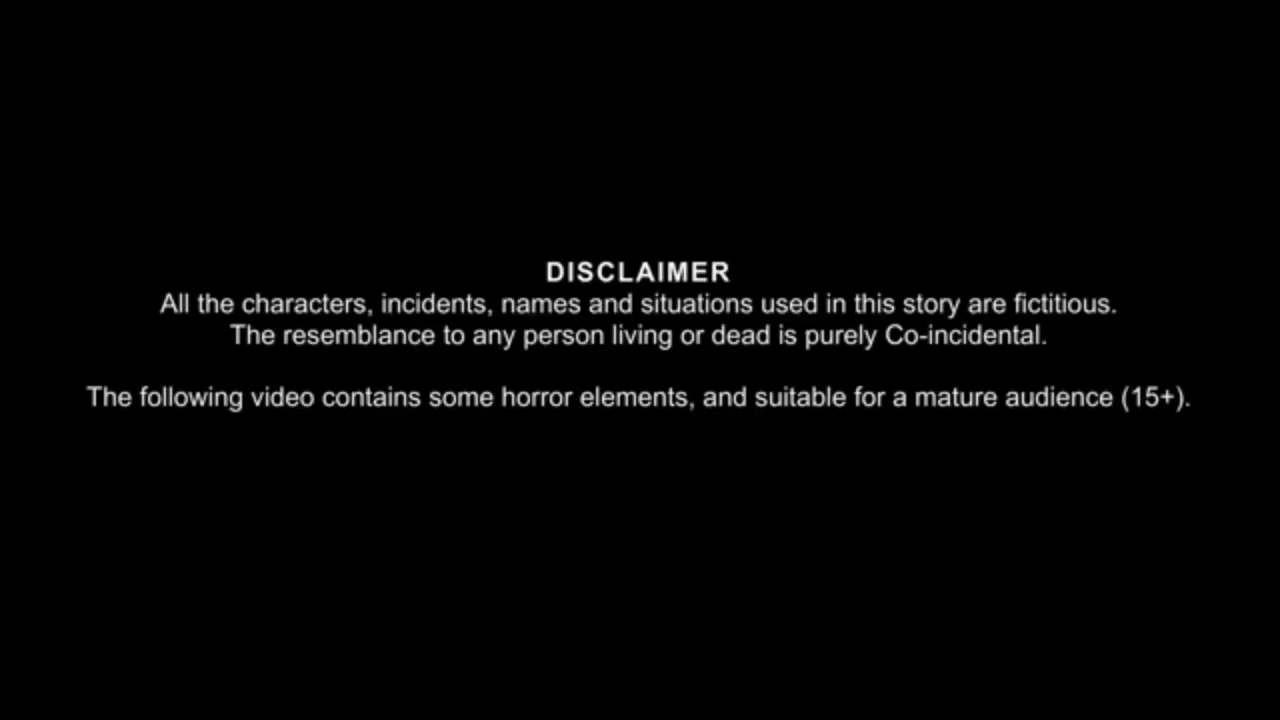 DISCLAIMER
All the characters, incidents, names and situations used in this story are fictitious.
The resemblance to any person living or dead is purely Co-incidental.
The following video contains some horror elements, and suitable for a mature audience (15+).